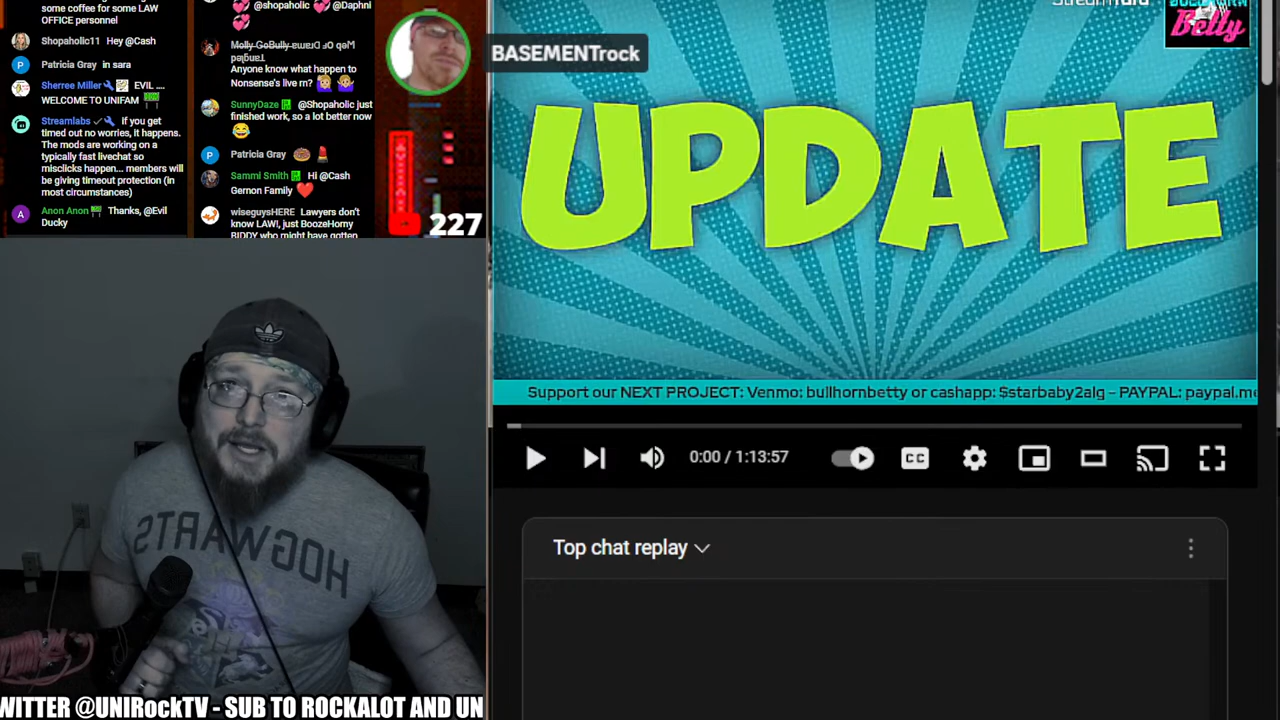 some coffee for some LAW
OFFICE personnel
Shopaholic11 Hey @Cash
Patricia Gray in sara
Sherree Miller EVIL ....
WELCOME TO UNIFAM
Streamlabs If you get
timed out no worries, it happens.
The mods are working on a
typically fast livechat so
misclicks happen... members will
be giving timeout protection (in
most circumstances)
Anon Anon Thanks, @Evil
Ducky
@shopaholic @Daphni
Molly GoBully
Anyone know what happen to
Nonsense's live rn?
SunnyDaze @Shopaholic just
finished work, so a lot better now
Patricia Gray
Sammi Smith Hi @Cash
Gernon Family
wiseguysHERE Lawyers don't
know LAW!, just BoozeHorny
BIDDY who might have gotten
227
BASEMENTrock
Betty
UPDATE
Support our NEXT PROJECT: Venmo: bullhornbetty or cashapp: $starbaby2alg - PAYPAL: paypal.me
0:00 / 1:13:57
CC
Top chat replay
HOGWARTS
WITTER @UNIRockTV - SUB TO ROCKALOT AND UN